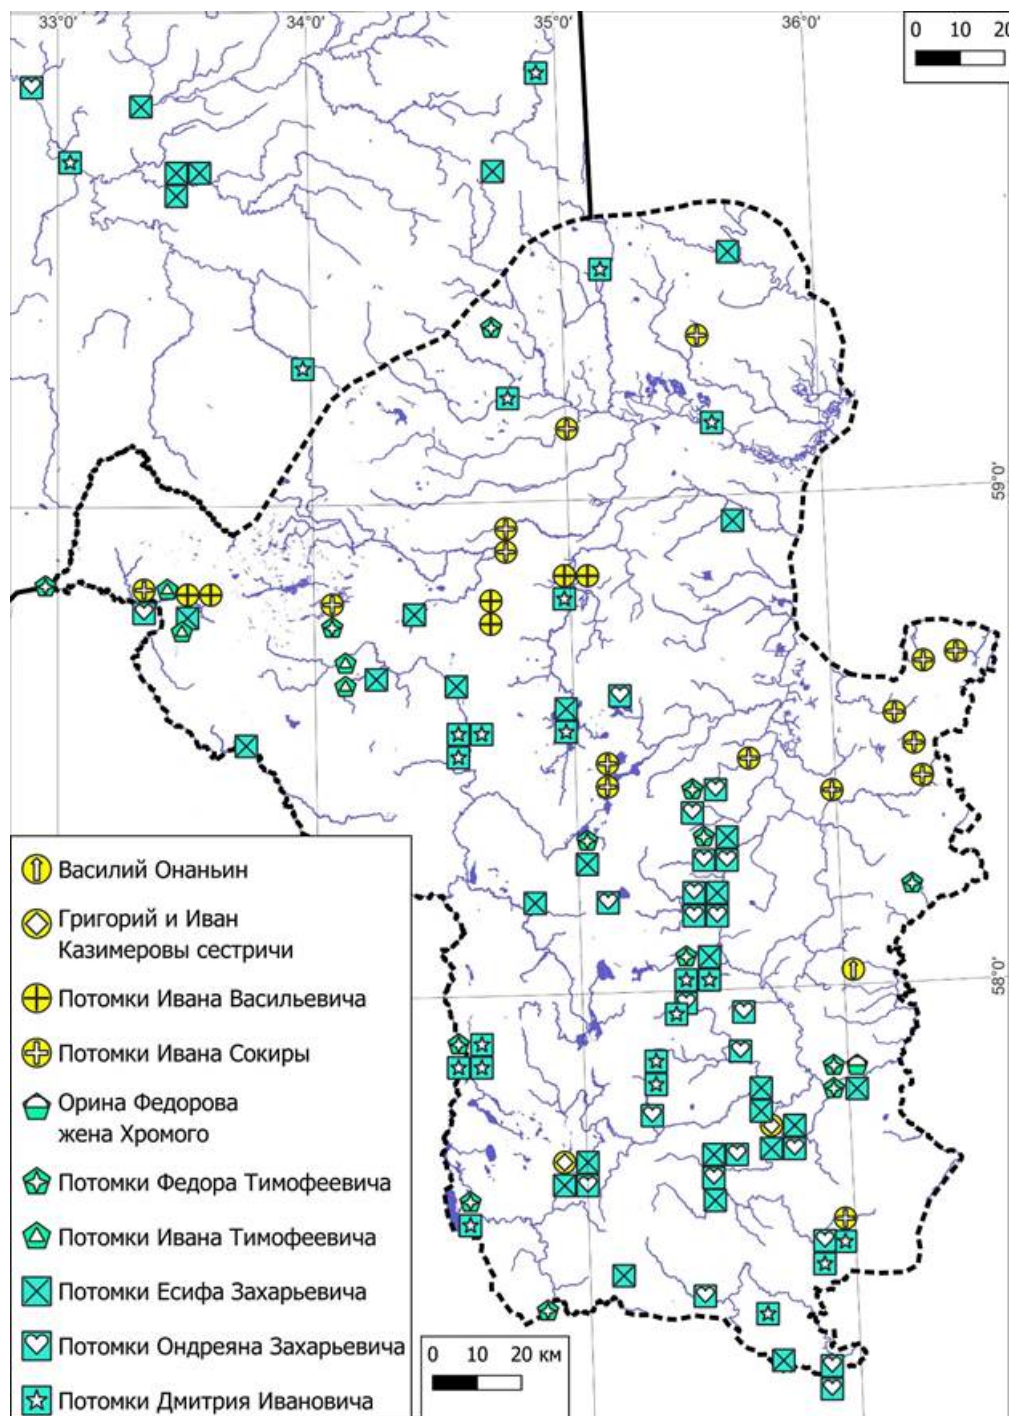 33°0'
34°0'
35°0'
36°0'
0 10 20
59°0'
58°0'
Василий Онаньин
Григорий и Иван
Казимеровы сестричи
Потомки Ивана Васильевича
Потомки Ивана Сокиры
Орина Федорова
жена Хромого
Потомки Федора Тимофеевича
Потомки Ивана Тимофеевича
Потомки Есифа Захарьевича
Потомки Ондреяна Захарьевича
Потомки Дмитрия Ивановича
0 10 20 км